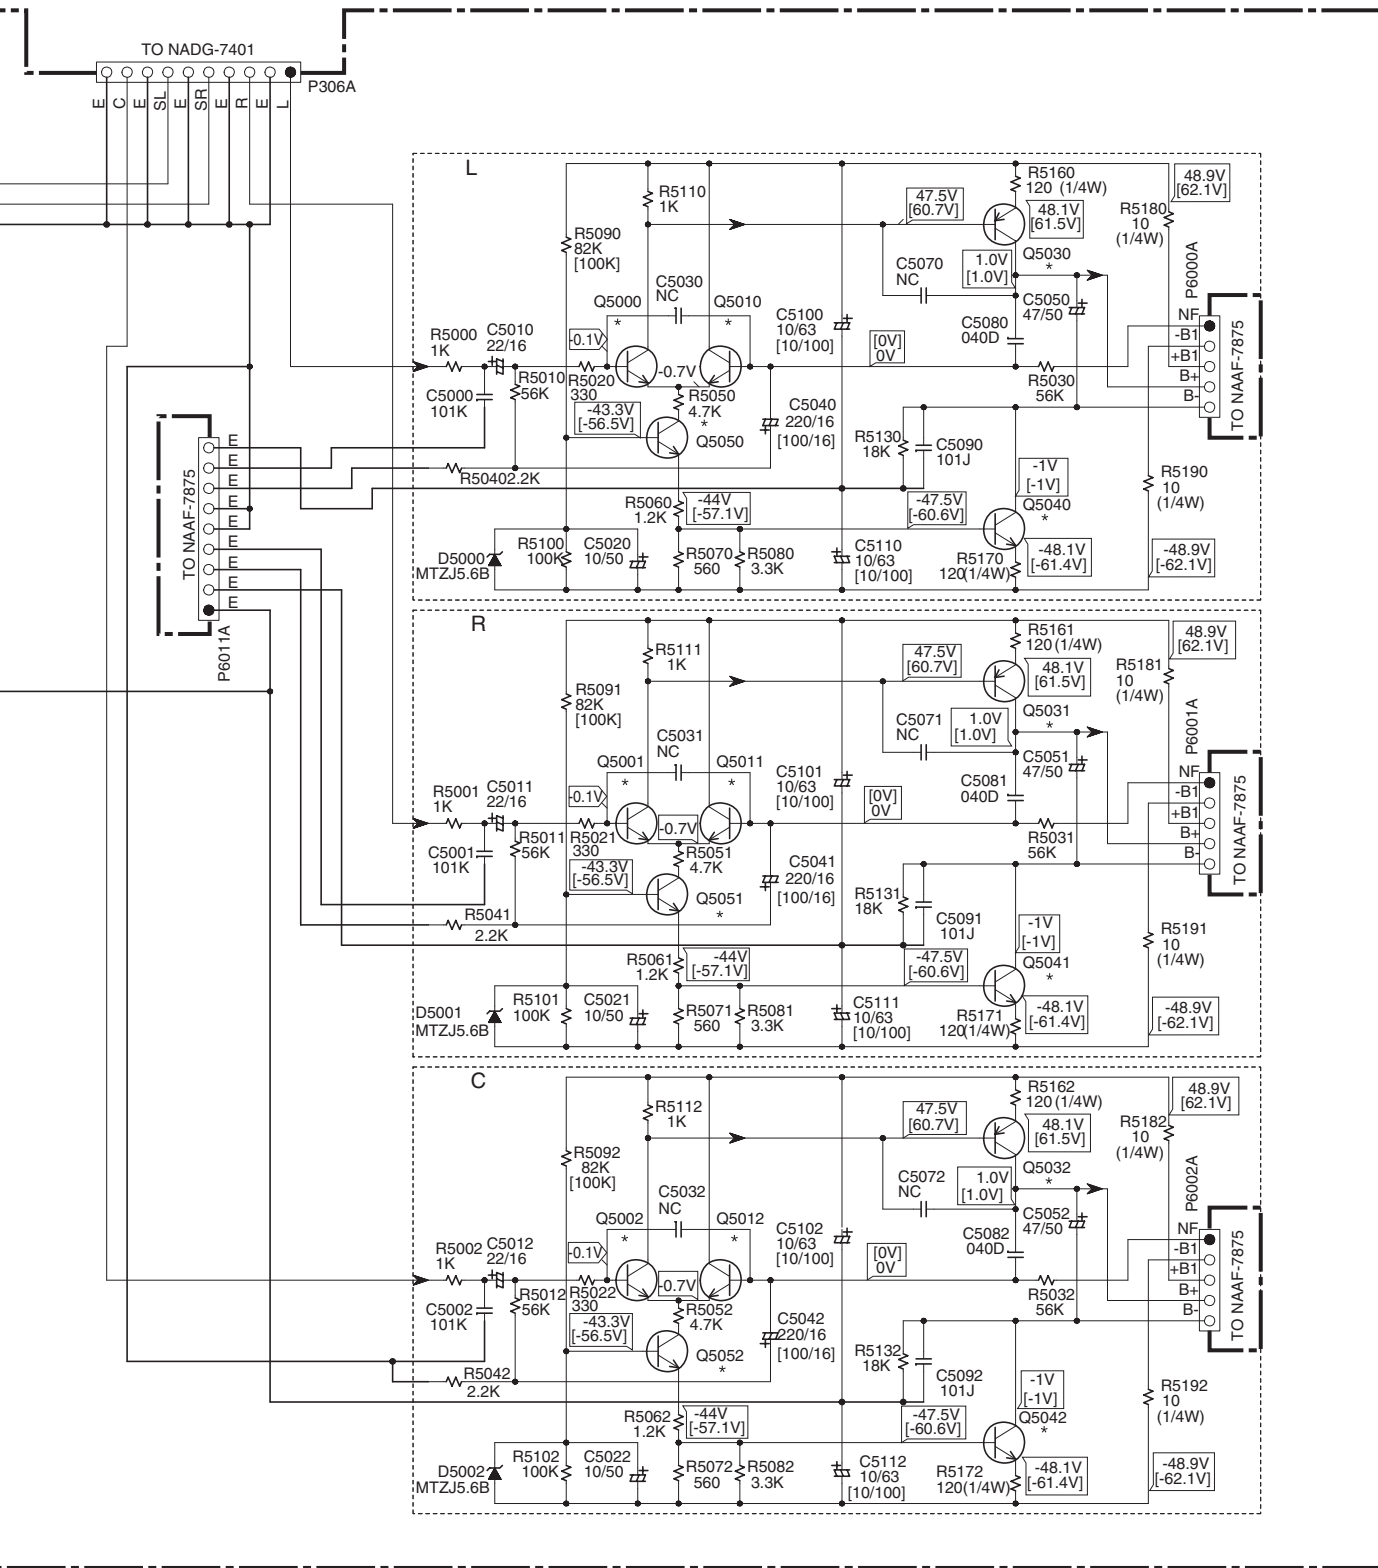 TO NADG-7401
P306A
E
C
E
SL
E
SR
E
R
E
L
TO NAAF-7875
P6011A
E
E
E
E
E
E
E
E
E
L
R5110
1K
R5090
82K
[100K]
C5030
NC
Q5000
*
Q5010
*
R5000
1K
C5010
22/16
-0.1V
C5000
101K
R5010
56K
R5020
330
-0.7V
R5050
4.7K
*
Q5050
-43.3V
[-56.5V]
R5040
2.2K
C5100
10/63
[10/100]
C5040
220/16
[100/16]
[0V]
0V
47.5V
[60.7V]
R5160
120 (1/4W)
48.1V
[61.5V]
Q5030
*
1.0V
[1.0V]
C5070
NC
C5050
47/50
C5080
040D
R5030
56K
R5180
10
(1/4W)
48.9V
[62.1V]
P6000A
NF
-B1
+B1
B+
B-
TO NAAF-7875
R5130
18K
C5090
101J
-1V
[-1V]
Q5040
*
-47.5V
[-60.6V]
R5170
120(1/4W)
-48.1V
[-61.4V]
R5190
10
(1/4W)
-48.9V
[-62.1V]
R5060
1.2K
-44V
[-57.1V]
D5000
MTZJ5.6B
R5100
100K
C5020
10/50
R5070
560
R5080
3.3K
C5110
10/63
[10/100]
R
R5111
1K
R5091
82K
[100K]
C5031
NC
Q5001
*
Q5011
*
R5001
1K
C5011
22/16
-0.1V
C5001
101K
R5011
56K
R5021
330
-0.7V
R5051
4.7K
Q5051
*
-43.3V
[-56.5V]
R5041
2.2K
C5101
10/63
[10/100]
C5041
220/16
[100/16]
[0V]
0V
47.5V
[60.7V]
R5161
120 (1/4W)
48.1V
[61.5V]
Q5031
*
1.0V
[1.0V]
C5071
NC
C5051
47/50
C5081
040D
R5031
56K
R5181
10
(1/4W)
48.9V
[62.1V]
P6001A
NF
-B1
+B1
B+
B-
TO NAAF-7875
R5131
18K
C5091
101J
-1V
[-1V]
Q5041
*
-47.5V
[-60.6V]
R5171
120(1/4W)
-48.1V
[-61.4V]
R5191
10
(1/4W)
-48.9V
[-62.1V]
R5061
1.2K
-44V
[-57.1V]
D5001
MTZJ5.6B
R5101
100K
C5021
10/50
R5071
560
R5081
3.3K
C5111
10/63
[10/100]
C
R5112
1K
R5092
82K
[100K]
C5032
NC
Q5002
*
Q5012
*
R5002
1K
C5012
22/16
-0.1V
C5002
101K
R5012
56K
R5022
330
-0.7V
R5052
4.7K
Q5052
*
-43.3V
[-56.5V]
R5042
2.2K
C5102
10/63
[10/100]
C5042
220/16
[100/16]
[0V]
0V
47.5V
[60.7V]
R5162
120 (1/4W)
48.1V
[61.5V]
Q5032
*
1.0V
[1.0V]
C5072
NC
C5052
47/50
C5082
040D
R5032
56K
R5182
10
(1/4W)
48.9V
[62.1V]
P6002A
NF
-B1
+B1
B+
B-
TO NAAF-7875
R5132
18K
C5092
101J
-1V
[-1V]
Q5042
*
-47.5V
[-60.6V]
R5172
120(1/4W)
-48.1V
[-61.4V]
R5192
10
(1/4W)
-48.9V
[-62.1V]
R5062
1.2K
-44V
[-57.1V]
D5002
MTZJ5.6B
R5102
100K
C5022
10/50
R5072
560
R5082
3.3K
C5112
10/63
[10/100]